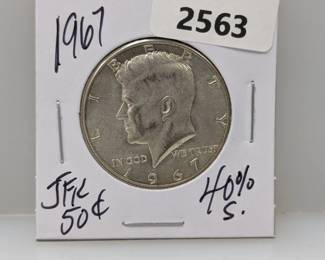 2563
1967
LIBERTY
IN GOD WE TRUST
1967
JFK
50¢
40%
S.